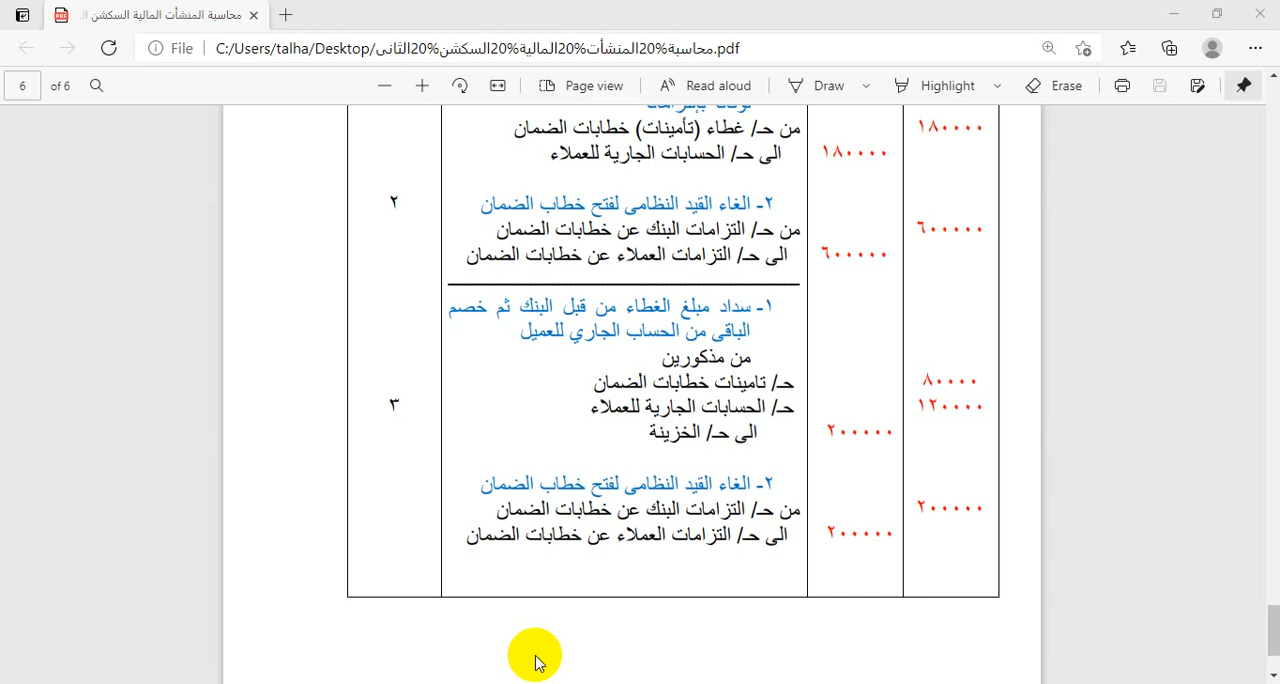 محاسبة المنشأت المالية السكشن ال
File
C:/Users/talha/Desktop/محاسبة%20المنشأت%20المالية%20السكشن%20الثانى.pdf
6 of 6
Page view
Read aloud
Draw
Highlight
Erase
من حـ/ غطاء (تأمينات) خطابات الضمان ١٨٠٠٠٠
الى حـ/ الحسابات الجارية للعملاء ١٨٠٠٠٠
٢- الغاء القيد النظامى لفتح خطاب الضمان ٢
من حـ/ التزامات البنك عن خطابات الضمان ٦٠٠٠٠٠
الى حـ/ التزامات العملاء عن خطابات الضمان ٦٠٠٠٠٠
١- سداد مبلغ الغطاء من قبل البنك ثم خصم
الباقى من الحساب الجاري للعميل
من مذكورين
٨٠٠٠٠ حـ/ تامينات خطابات الضمان
١٢٠٠٠٠ حـ/ الحسابات الجارية للعملاء ٣
٢٠٠٠٠٠ الى حـ/ الخزينة
٢- الغاء القيد النظامى لفتح خطاب الضمان
٢٠٠٠٠٠ من حـ/ التزامات البنك عن خطابات الضمان
٢٠٠٠٠٠ الى حـ/ التزامات العملاء عن خطابات الضمان